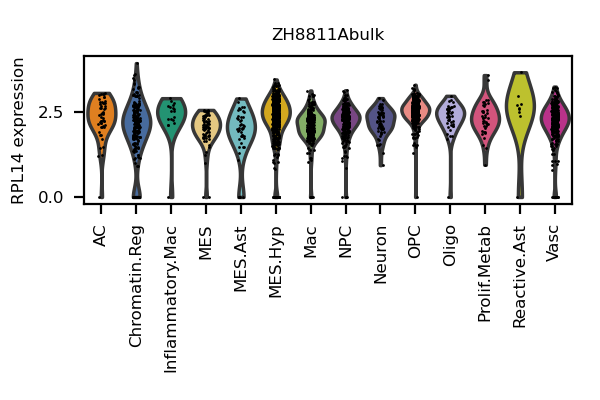 ZH8811Abulk
RPL14 expression
2.5
0.0
AC
Chromatin.Reg
Inflammatory.Mac
MES
MES.Ast
MES.Hyp
Mac
NPC
Neuron
OPC
Oligo
Prolif.Metab
Reactive.Ast
Vasc